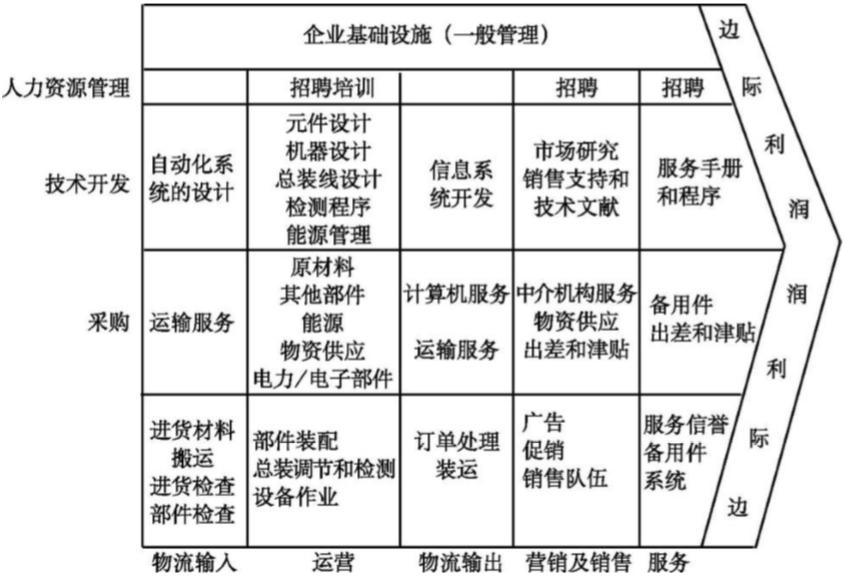 企业基础设施（一般管理）
人力资源管理
招聘培训
招聘
招聘
技术开发
自动化系
统的设计
元件设计
机器设计
总装线设计
检测程序
能源管理
信息系
统开发
市场研究
销售支持和
技术文献
服务手册
和程序
采购
运输服务
原材料
其他部件
能源
物资供应
电力/电子部件
计算机服务
运输服务
中介机构服务
物资供应
出差和津贴
备用件
出差和津贴
进货材料
搬运
进货检查
部件检查
部件装配
总装调节和检测
设备作业
订单处理
装运
广告
促销
销售队伍
服务信誉
备用件
系统
物流输入
运营
物流输出
营销及销售
服务
边际利润
边际利润